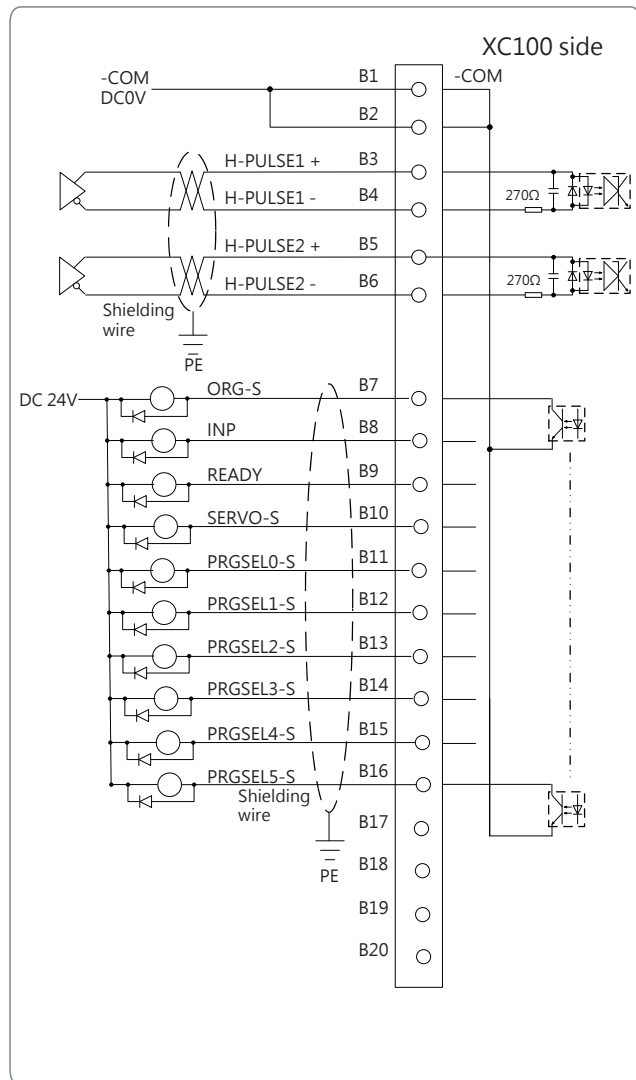 XC100 side
-COM
DC0V
B1
-COM
B2
H-PULSE1 +
B3
H-PULSE1 -
B4
270Ω
H-PULSE2 +
B5
H-PULSE2 -
B6
270Ω
Shielding
wire
PE
DC 24V
ORG-S
B7
INP
B8
READY
B9
SERVO-S
B10
PRGSEL0-S
B11
PRGSEL1-S
B12
PRGSEL2-S
B13
PRGSEL3-S
B14
PRGSEL4-S
B15
PRGSEL5-S
B16
Shielding
wire
B17
PE
B18
B19
B20